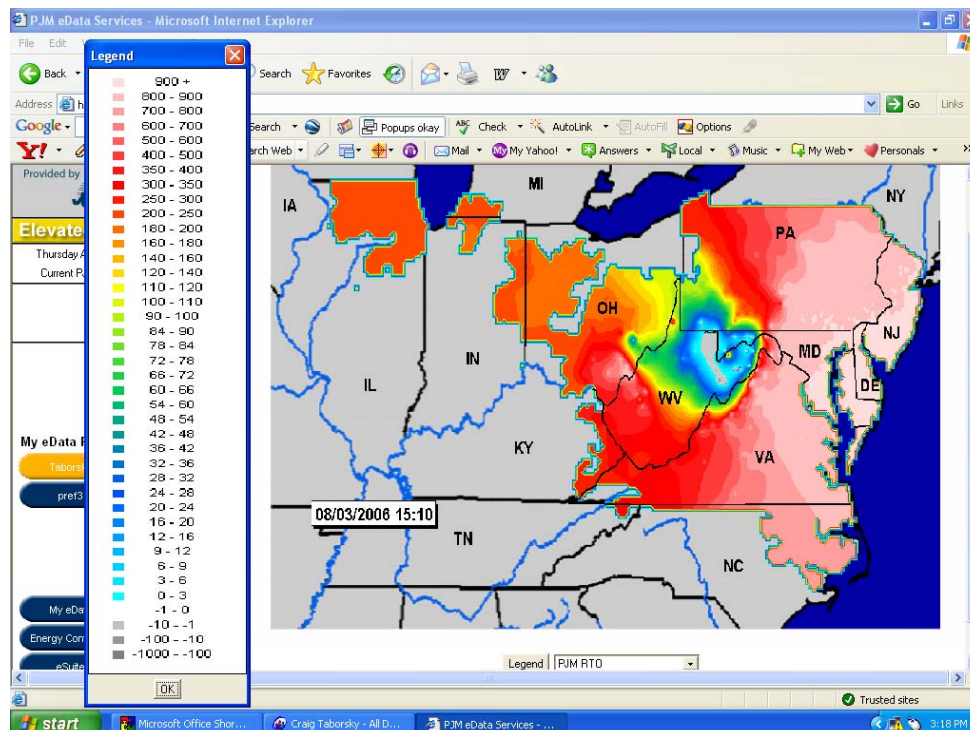 PJM eData Services - Microsoft Internet Explorer
File Edit
Back
Search Favorites
Address
Go Links
Google
Search Popups okay Check AutoLink AutoFill Options
Y!
Search Web Mail My Yahoo! Answers Local Music My Web Personals
Provided by
Elevate
Thursday A
Current P
My eData P
Taborsk
pref3
My eDa
Energy Con
eSuite
Legend
900 +
800 - 900
700 - 800
600 - 700
500 - 600
400 - 500
350 - 400
300 - 350
250 - 300
200 - 250
180 - 200
160 - 180
140 - 160
120 - 140
110 - 120
100 - 110
90 - 100
84 - 90
78 - 84
72 - 78
66 - 72
60 - 66
54 - 60
48 - 54
42 - 48
36 - 42
32 - 36
28 - 32
24 - 28
20 - 24
16 - 20
12 - 16
9 - 12
6 - 9
3 - 6
0 - 3
-1 - 0
-10 - -1
-100 - -10
-1000 - -100
OK
IA
MI
NY
PA
OH
NJ
IN
MD
IL
DE
WV
KY
VA
08/03/2006 15:10
TN
NC
Legend PJM RTO
Trusted sites
start Microsoft Office Shor... Craig Taborsky - All D... PJM eData Services - ... 3:18 PM